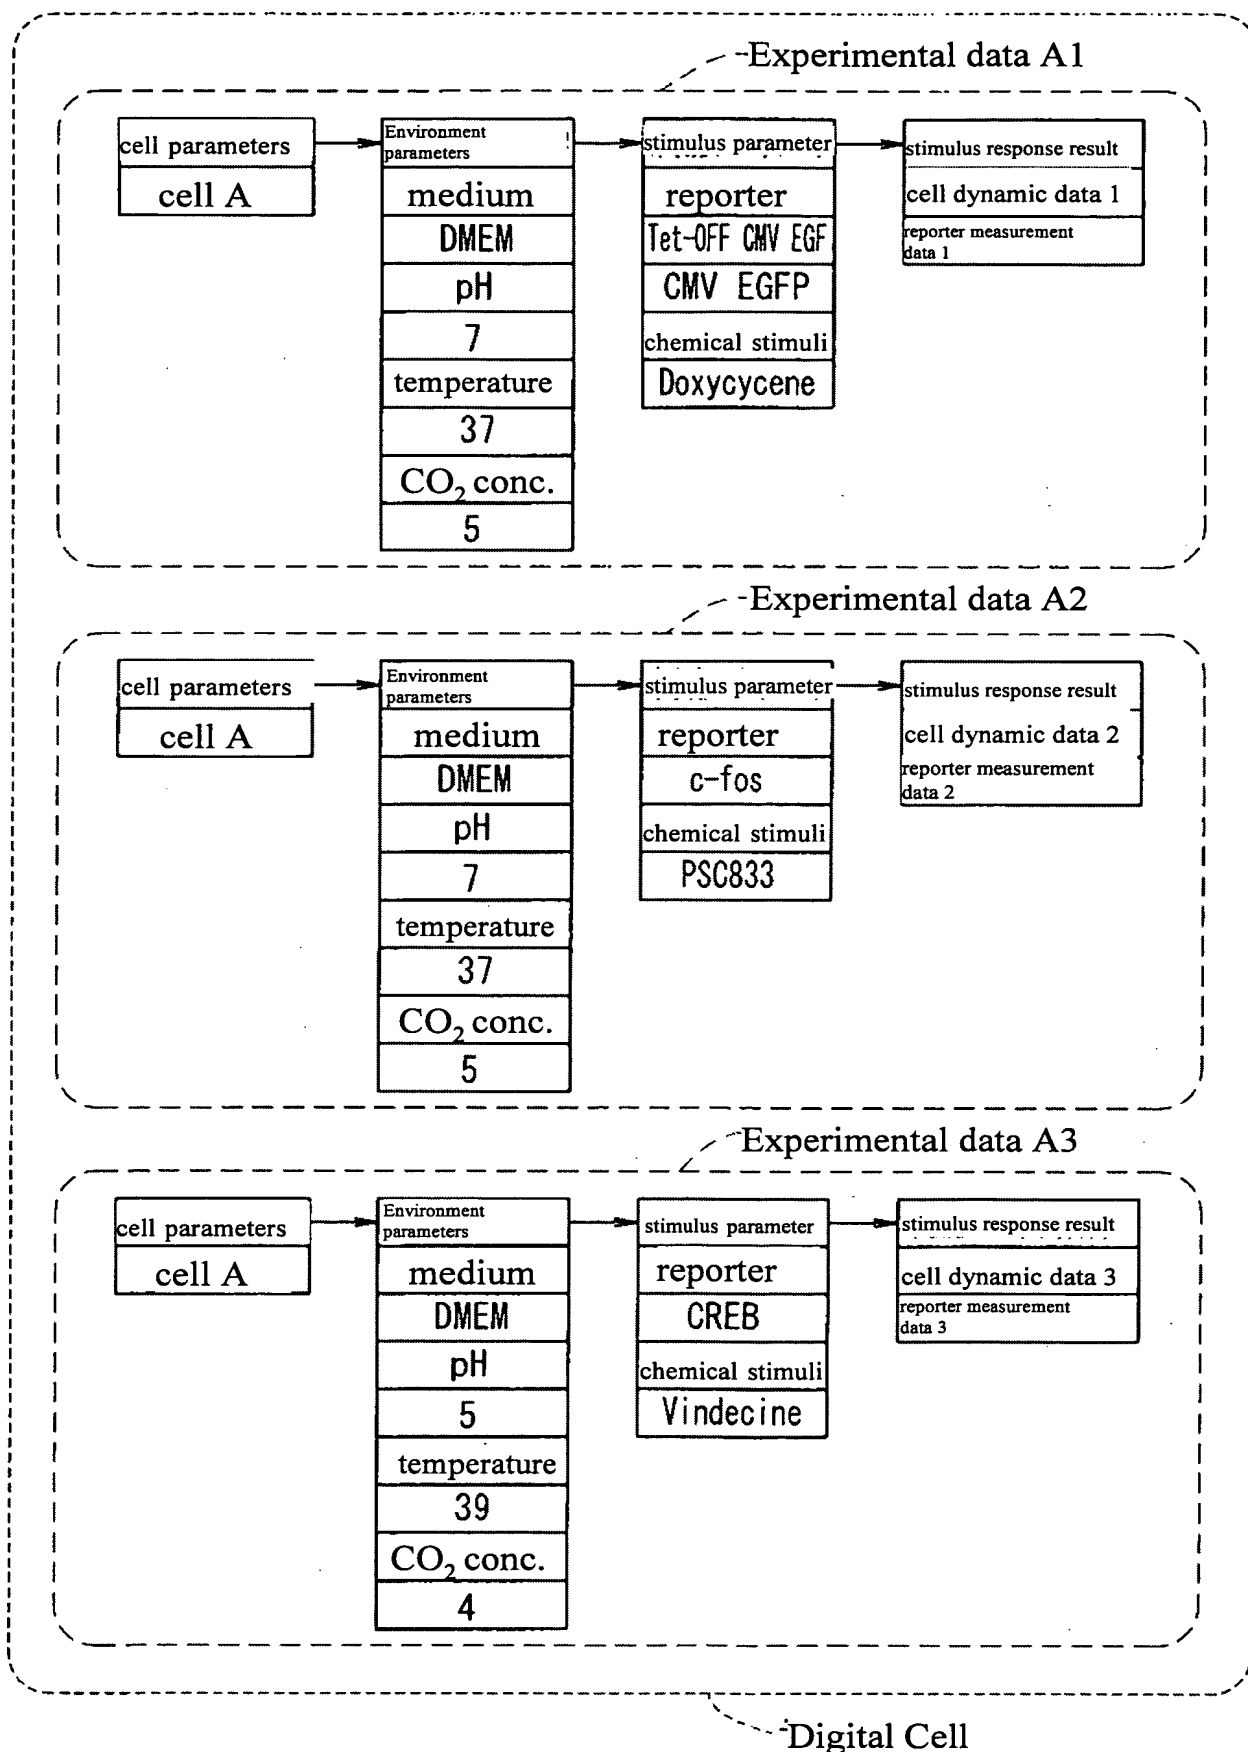 Experimental data A1
cell parameters
cell A
Environment
parameters
medium
DMEM
pH
7
temperature
37
CO₂ conc.
5
stimulus parameter
reporter
Tet-OFF CMV EGF
CMV EGFP
chemical stimuli
Doxycycene
stimulus response result
cell dynamic data 1
reporter measurement
data 1
Experimental data A2
cell parameters
cell A
Environment
parameters
medium
DMEM
pH
7
temperature
37
CO₂ conc.
5
stimulus parameter
reporter
c-fos
chemical stimuli
PSC833
stimulus response result
cell dynamic data 2
reporter measurement
data 2
Experimental data A3
cell parameters
cell A
Environment
parameters
medium
DMEM
pH
5
temperature
39
CO₂ conc.
4
stimulus parameter
reporter
CREB
chemical stimuli
Vindecine
stimulus response result
cell dynamic data 3
reporter measurement
data 3
Digital Cell